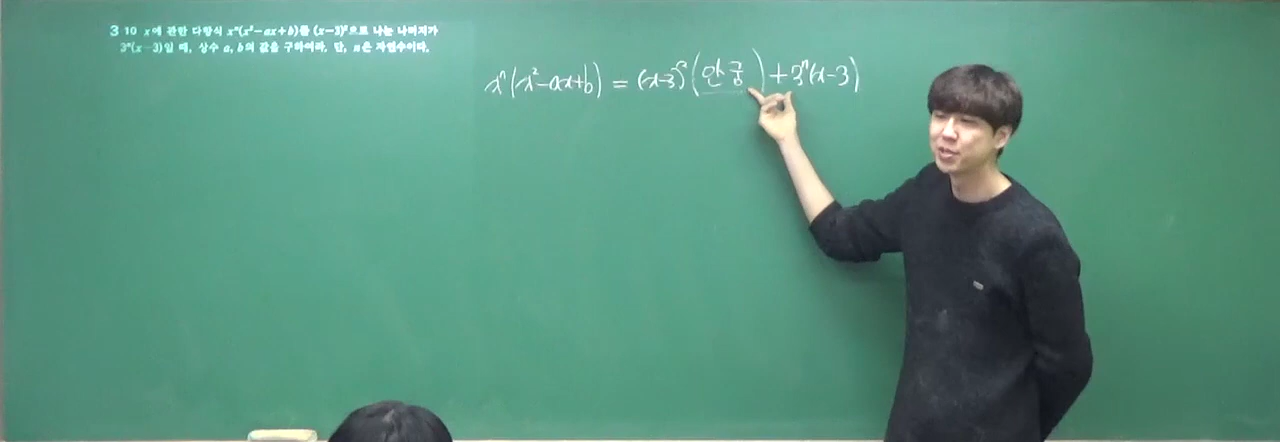 3 10 x에 관한 다항식 xⁿ(x²-ax+b)를 (x-3)²으로 나눈 나머지가
3ⁿ(x-3)일 때, 상수 a, b의 값을 구하여라. 단, n은 자연수이다.
xⁿ(x²-ax+b) = (x-3)²(안궁)+3ⁿ(x-3)